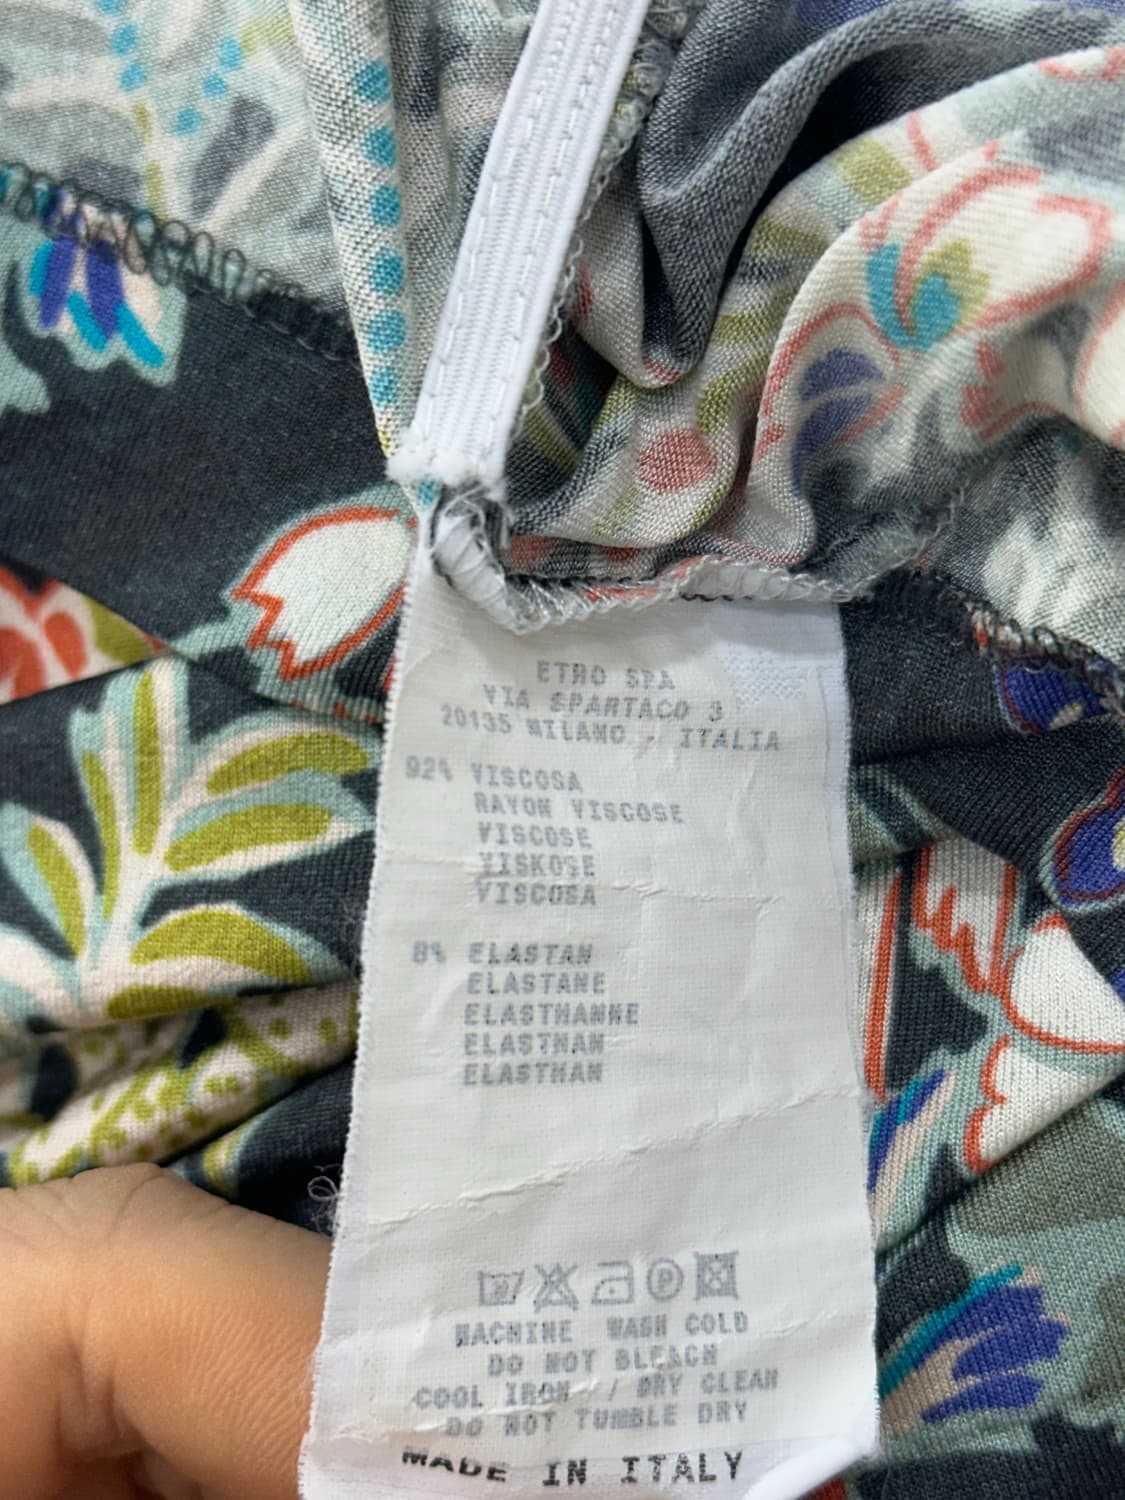 ETRO SPA
VIA SPARTACO 3
20135 MILANO - ITALIA
92% VISCOSA
RAYON VISCOSE
VISCOSE
VISKOSE
VISCOSA
8% ELASTAN
ELASTANE
ELASTHANNE
ELASTHAN
ELASTHAN
P
MACHINE WASH COLD
DO NOT BLEACH
COOL IRON / DRY CLEAN
DO NOT TUMBLE DRY
MADE IN ITALY